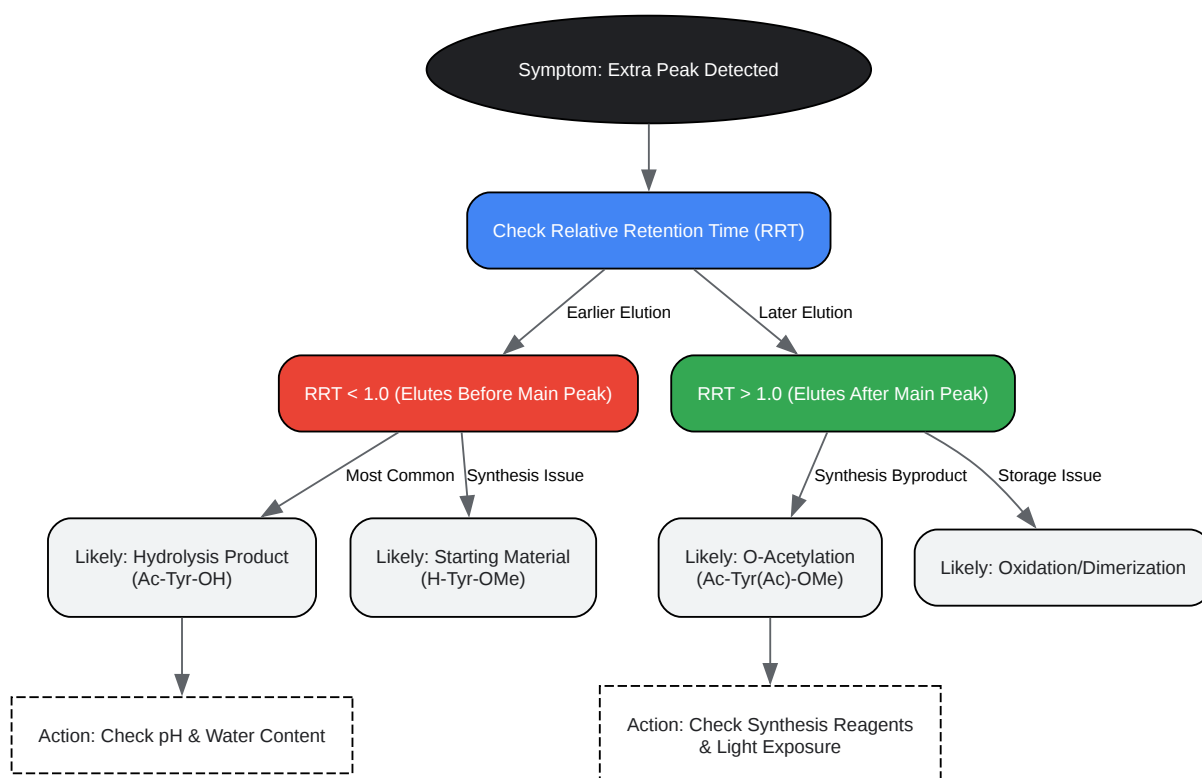 Symptom: Extra Peak Detected
Check Relative Retention Time (RRT)
Earlier Elution
Later Elution
RRT < 1.0 (Elutes Before Main Peak)
RRT > 1.0 (Elutes After Main Peak)
Most Common
Synthesis Issue
Synthesis Byproduct
Storage Issue
Likely: Hydrolysis Product
(Ac-Tyr-OH)
Likely: Starting Material
(H-Tyr-OMe)
Likely: O-Acetylation
(Ac-Tyr(Ac)-OMe)
Likely: Oxidation/Dimerization
Action: Check pH & Water Content
Action: Check Synthesis Reagents
& Light Exposure